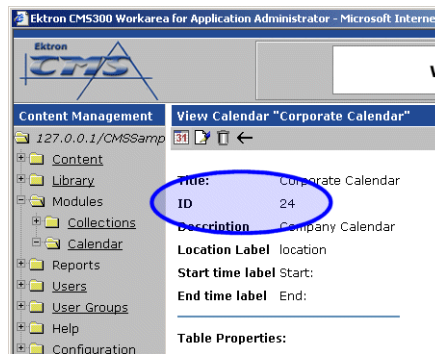 Ektron CMS300 Workarea for Application Administrator - Microsoft Interne
Ektron
CMS
Content Management
View Calendar "Corporate Calendar"
127.0.0.1/CMSSamp
31
Content
Library
Modules
Collections
Calendar
Reports
Users
User Groups
Help
Configuration
Title: Corporate Calendar
ID 24
Description Company Calendar
Location Label location
Start time label Start:
End time label End:
Table Properties: